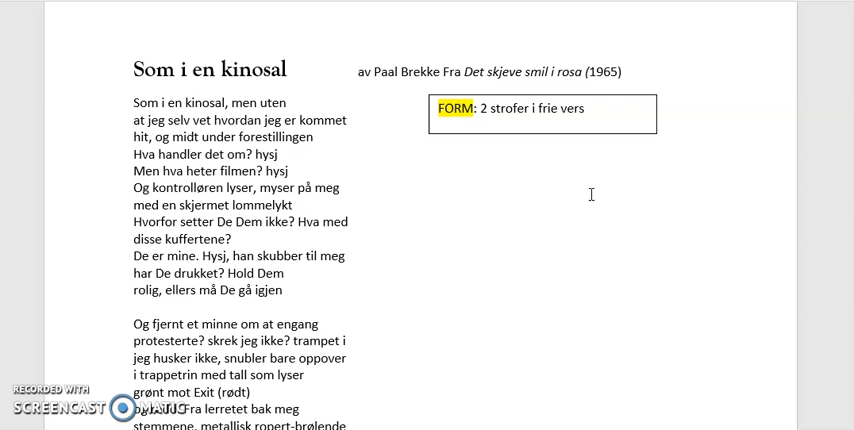 Som i en kinosal av Paal Brekke Fra Det skjeve smil i rosa (1965)
FORM: 2 strofer i frie vers
Som i en kinosal, men uten
at jeg selv vet hvordan jeg er kommet
hit, og midt under forestillingen
Hva handler det om? hysj
Men hva heter filmen? hysj
Og kontrolløren lyser, myser på meg
med en skjermet lommelykt
Hvorfor setter De Dem ikke? Hva med
disse kuffertene?
De er mine. Hysj, han skubber til meg
har De drukket? Hold Dem
rolig, ellers må De gå igjen
Og fjernt et minne om at engang
protesterte? skrek jeg ikke? trampet i
jeg husker ikke, snubler bare oppover
i trappetrin med tall som lyser
grønt mot Exit (rødt)
Fra lerretet bak meg
stemmene, metallisk ropert-brølende
RECORDED WITH
SCREENCAST MATIC